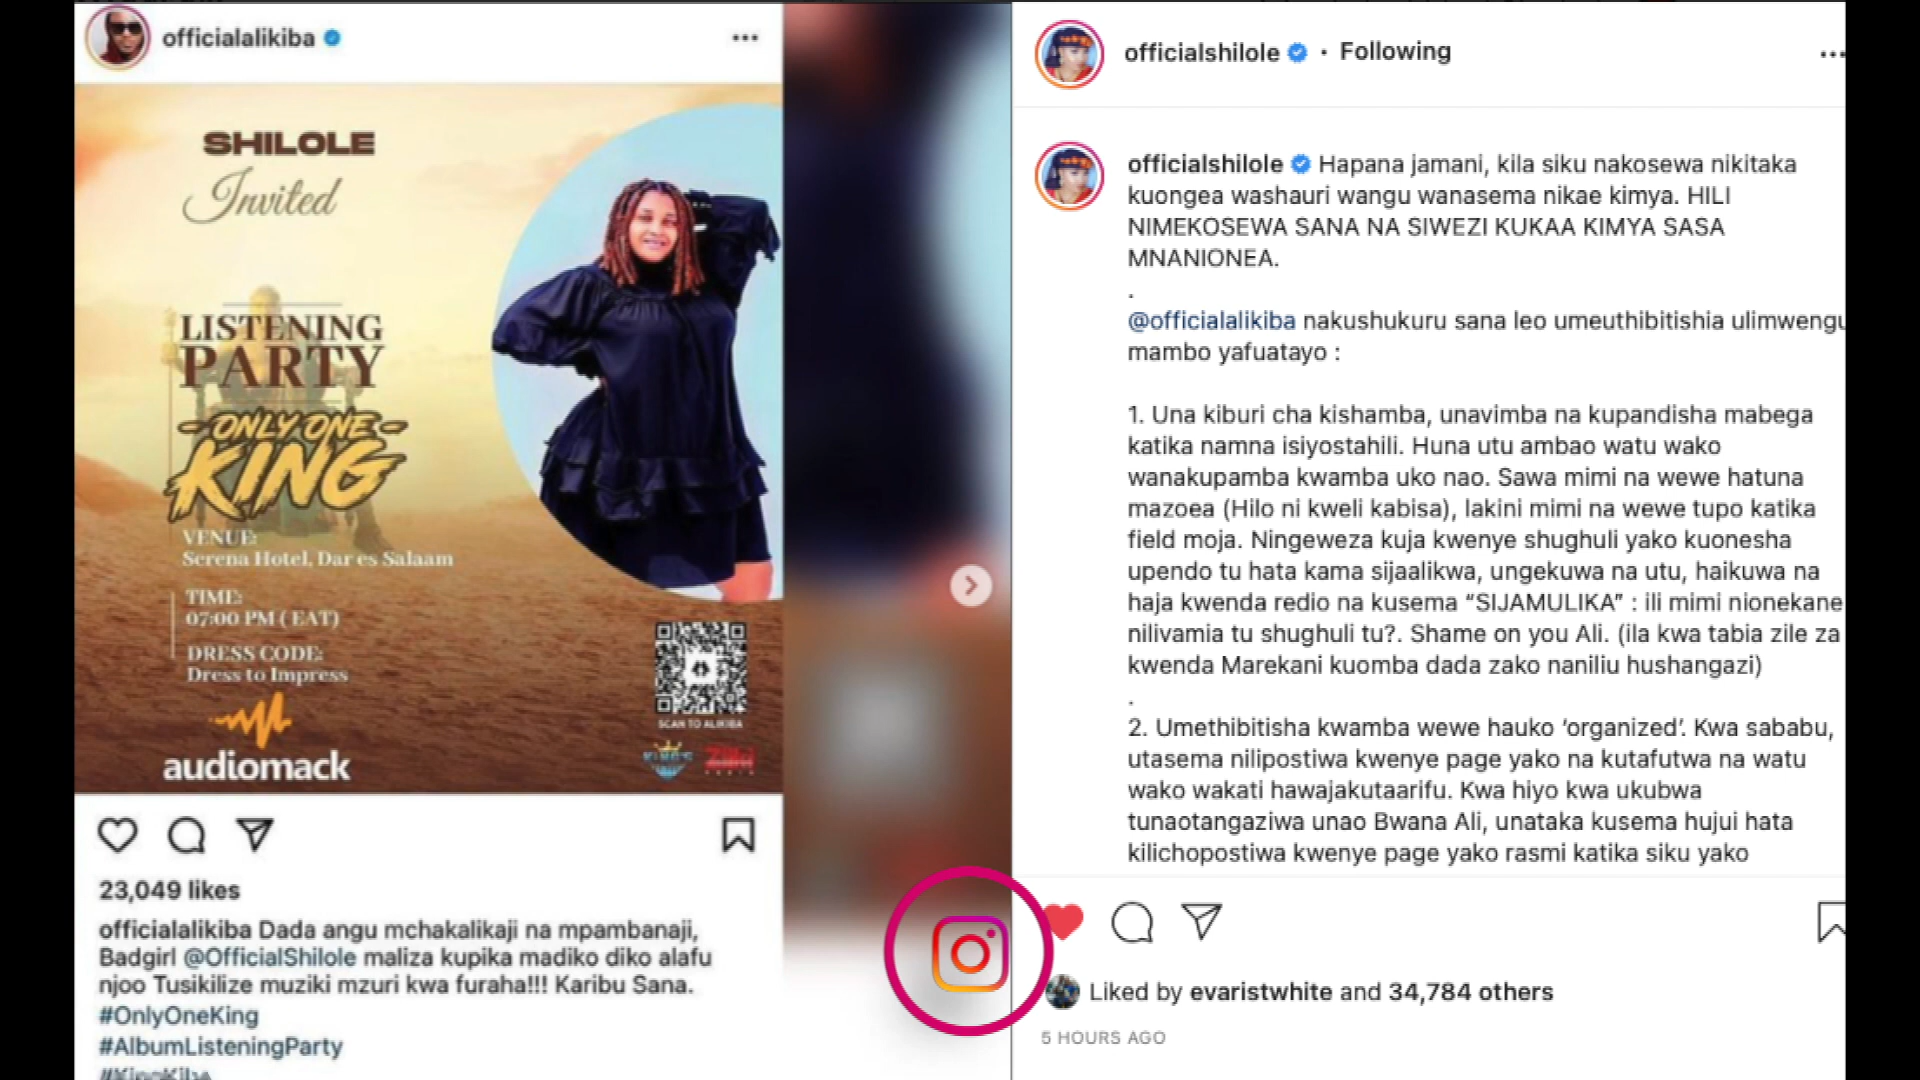 officialalikiba
SHILOLE
Invited
LISTENING
PARTY
-ONLY ONE-
KING
VENUE:
Serena Hotel, Dar es Salaam
TIME:
07:00 PM ( EAT)
DRESS CODE:
Dress to Impress
audiomack
SCAN TO ALIKIBA
KING'S
23,049 likes
officialalikiba Dada angu mchakalikaji na mpambanaji,
Badgirl @OfficialShilole maliza kupika madiko diko alafu
njoo Tusikilize muziki mzuri kwa furaha!!! Karibu Sana.
#OnlyOneKing
#AlbumListeningParty
officialshilole • Following
officialshilole Hapana jamani, kila siku nakosewa nikitaka
kuongea washauri wangu wanasema nikae kimya. HILI
NIMEKOSEWA SANA NA SIWEZI KUKAA KIMYA SASA
MNANIONEA.
.
@officialalikiba nakushukuru sana leo umeuthibitishia ulimwengu
mambo yafuatayo :
1. Una kiburi cha kishamba, unavimba na kupandisha mabega
katika namna isiyostahili. Huna utu ambao watu wako
wanakupamba kwamba uko nao. Sawa mimi na wewe hatuna
mazoea (Hilo ni kweli kabisa), lakini mimi na wewe tupo katika
field moja. Ningeweza kuja kwenye shughuli yako kuonesha
upendo tu hata kama sijaalikwa, ungekuwa na utu, haikuwa na
haja kwenda redio na kusema “SIJAMULIKA” : ili mimi nionekane
nilivamia tu shughuli tu?. Shame on you Ali. (ila kwa tabia zile za
kwenda Marekani kuomba dada zako naniliu hushangazi)
.
2. Umethibitisha kwamba wewe hauko ‘organized’. Kwa sababu,
utasema nilipostiwa kwenye page yako na kutafutwa na watu
wako wakati hawajakutaarifu. Kwa hiyo kwa ukubwa
tunaotangaziwa unao Bwana Ali, unataka kusema hujui hata
kilichopostiwa kwenye page yako rasmi katika siku yako
Liked by evaristwhite and 34,784 others
5 HOURS AGO